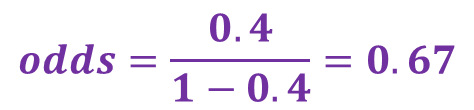 odds = 0.4 / 1 − 0.4 = 0.67